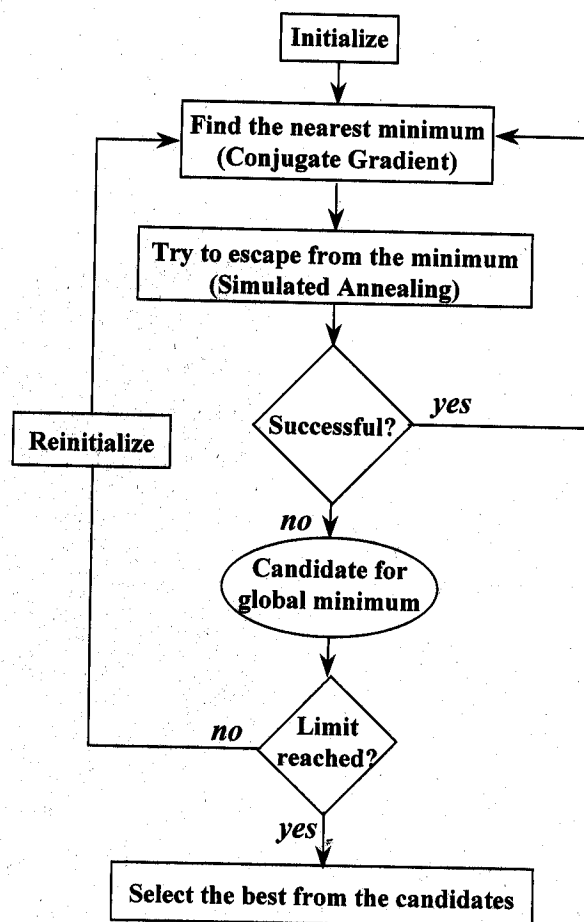 Initialize
Find the nearest minimum
(Conjugate Gradient)
Try to escape from the minimum
(Simulated Annealing)
Successful?
yes
Reinitialize
no
Candidate for
global minimum
no
Limit
reached?
yes
Select the best from the candidates